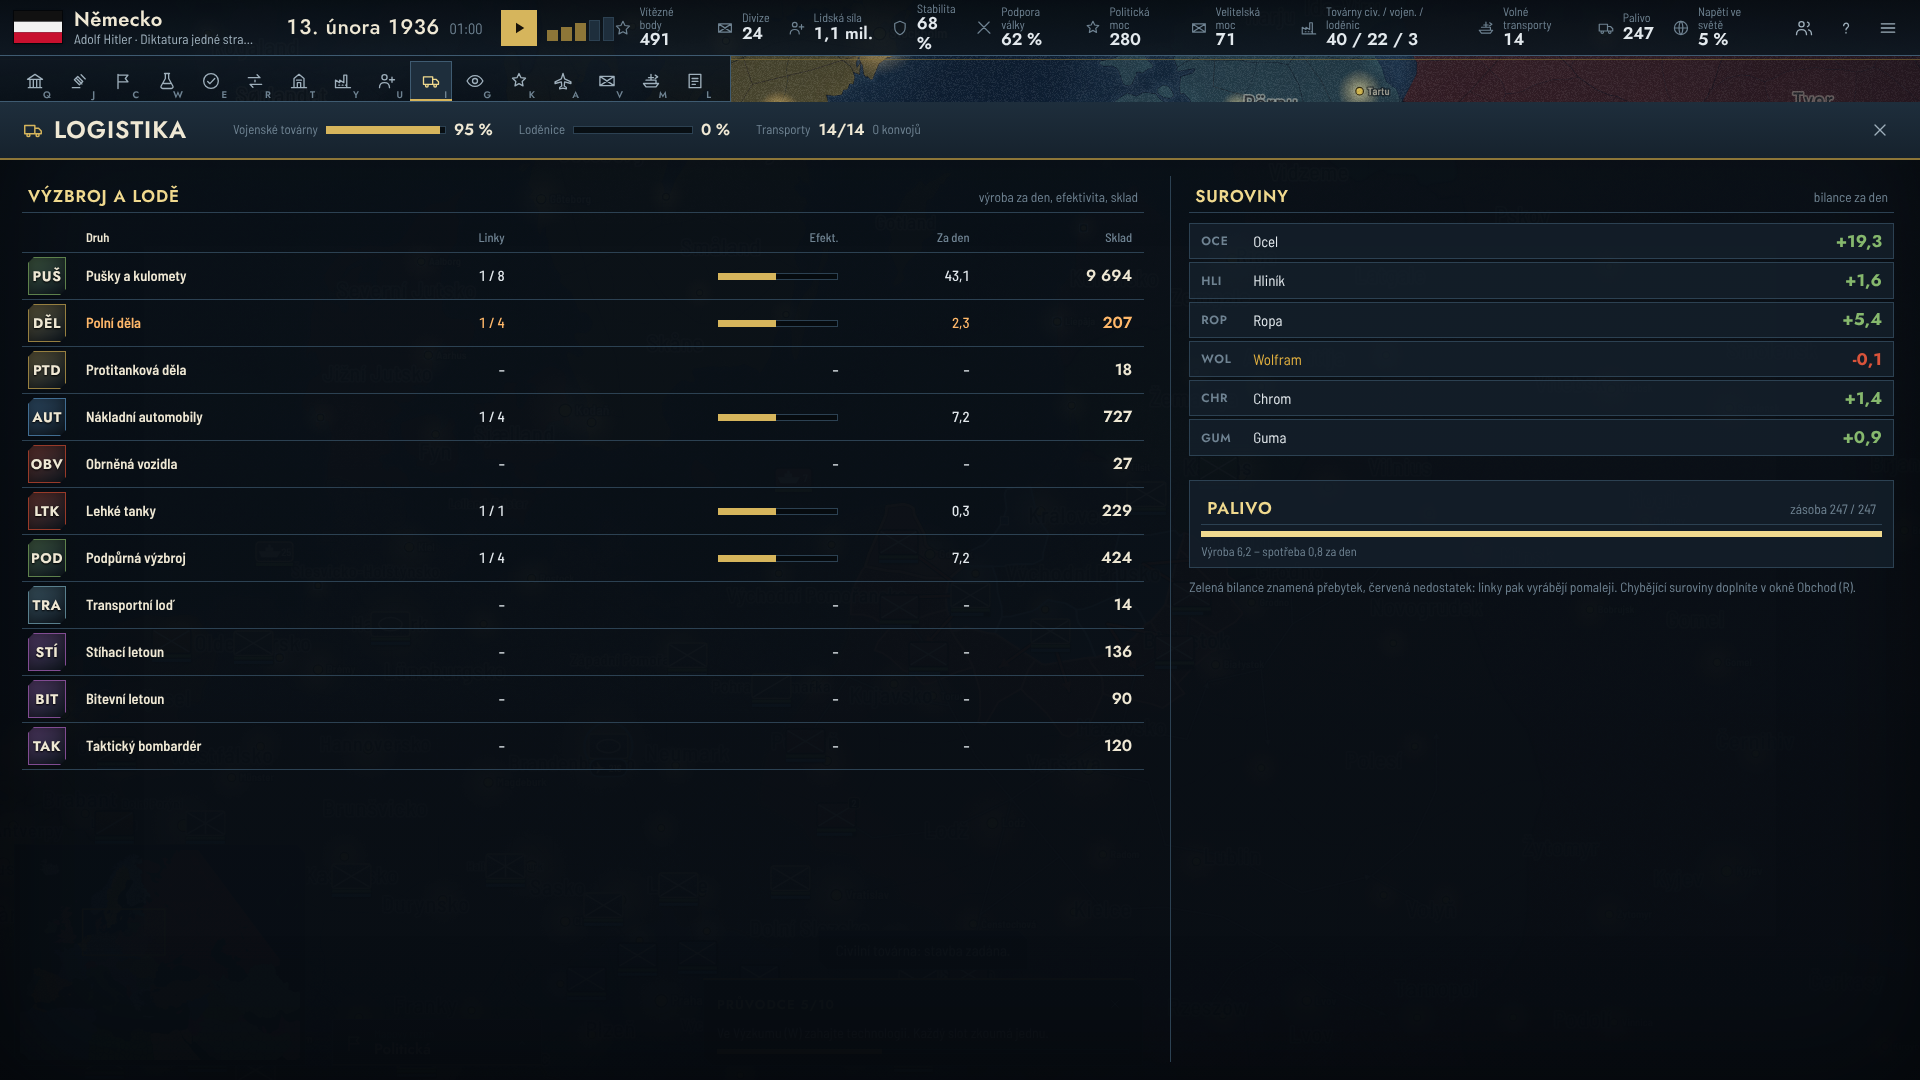 Německo
Adolf Hitler · Diktatura jedné stra...
13. února 1936 01:00
Vítězné body 491
Divize 24
Lidská síla 1,1 mil.
Stabilita 68 %
Podpora války 62 %
Politická moc 280
Velitelská moc 71
Továrny civ. / vojen. / loděnic 40 / 22 / 3
Volné transporty 14
Palivo 247
Napětí ve světě 5 %
?
Q J C W E R T Y U I G K A V M L
Tartu
LOGISTIKA
Vojenské továrny 95 %
Loděnice 0 %
Transporty 14/14 0 konvojů
VÝZBROJ A LODĚ
výroba za den, efektivita, sklad
Druh Linky Efekt. Za den Sklad
PUŠ Pušky a kulomety 1 / 8 43,1 9 694
DĚL Polní děla 1 / 4 2,3 207
PTD Protitanková děla – – – 18
AUT Nákladní automobily 1 / 4 7,2 727
OBV Obrněná vozidla – – – 27
LTK Lehké tanky 1 / 1 0,3 229
POD Podpůrná výzbroj 1 / 4 7,2 424
TRA Transportní loď – – – 14
STÍ Stíhací letoun – – – 136
BIT Bitevní letoun – – – 90
TAK Taktický bombardér – – – 120
SUROVINY
bilance za den
OCE Ocel +19,3
HLI Hliník +1,6
ROP Ropa +5,4
WOL Wolfram -0,1
CHR Chrom +1,4
GUM Guma +0,9
PALIVO
zásoba 247 / 247
Výroba 6,2 – spotřeba 0,8 za den
Zelená bilance znamená přebytek, červená nedostatek: linky pak vyrábějí pomaleji. Chybějící suroviny doplníte v okně Obchod (R).